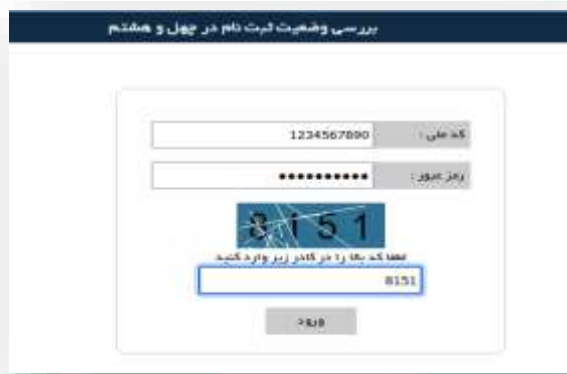 بررسی وضعیت ثبت نام در چهل و هشتم
کد ملی :
1234567890
رمز عبور :
••••••••••
8151
لطفا کد بالا را در کادر زیر وارد کنید
8151
ورود